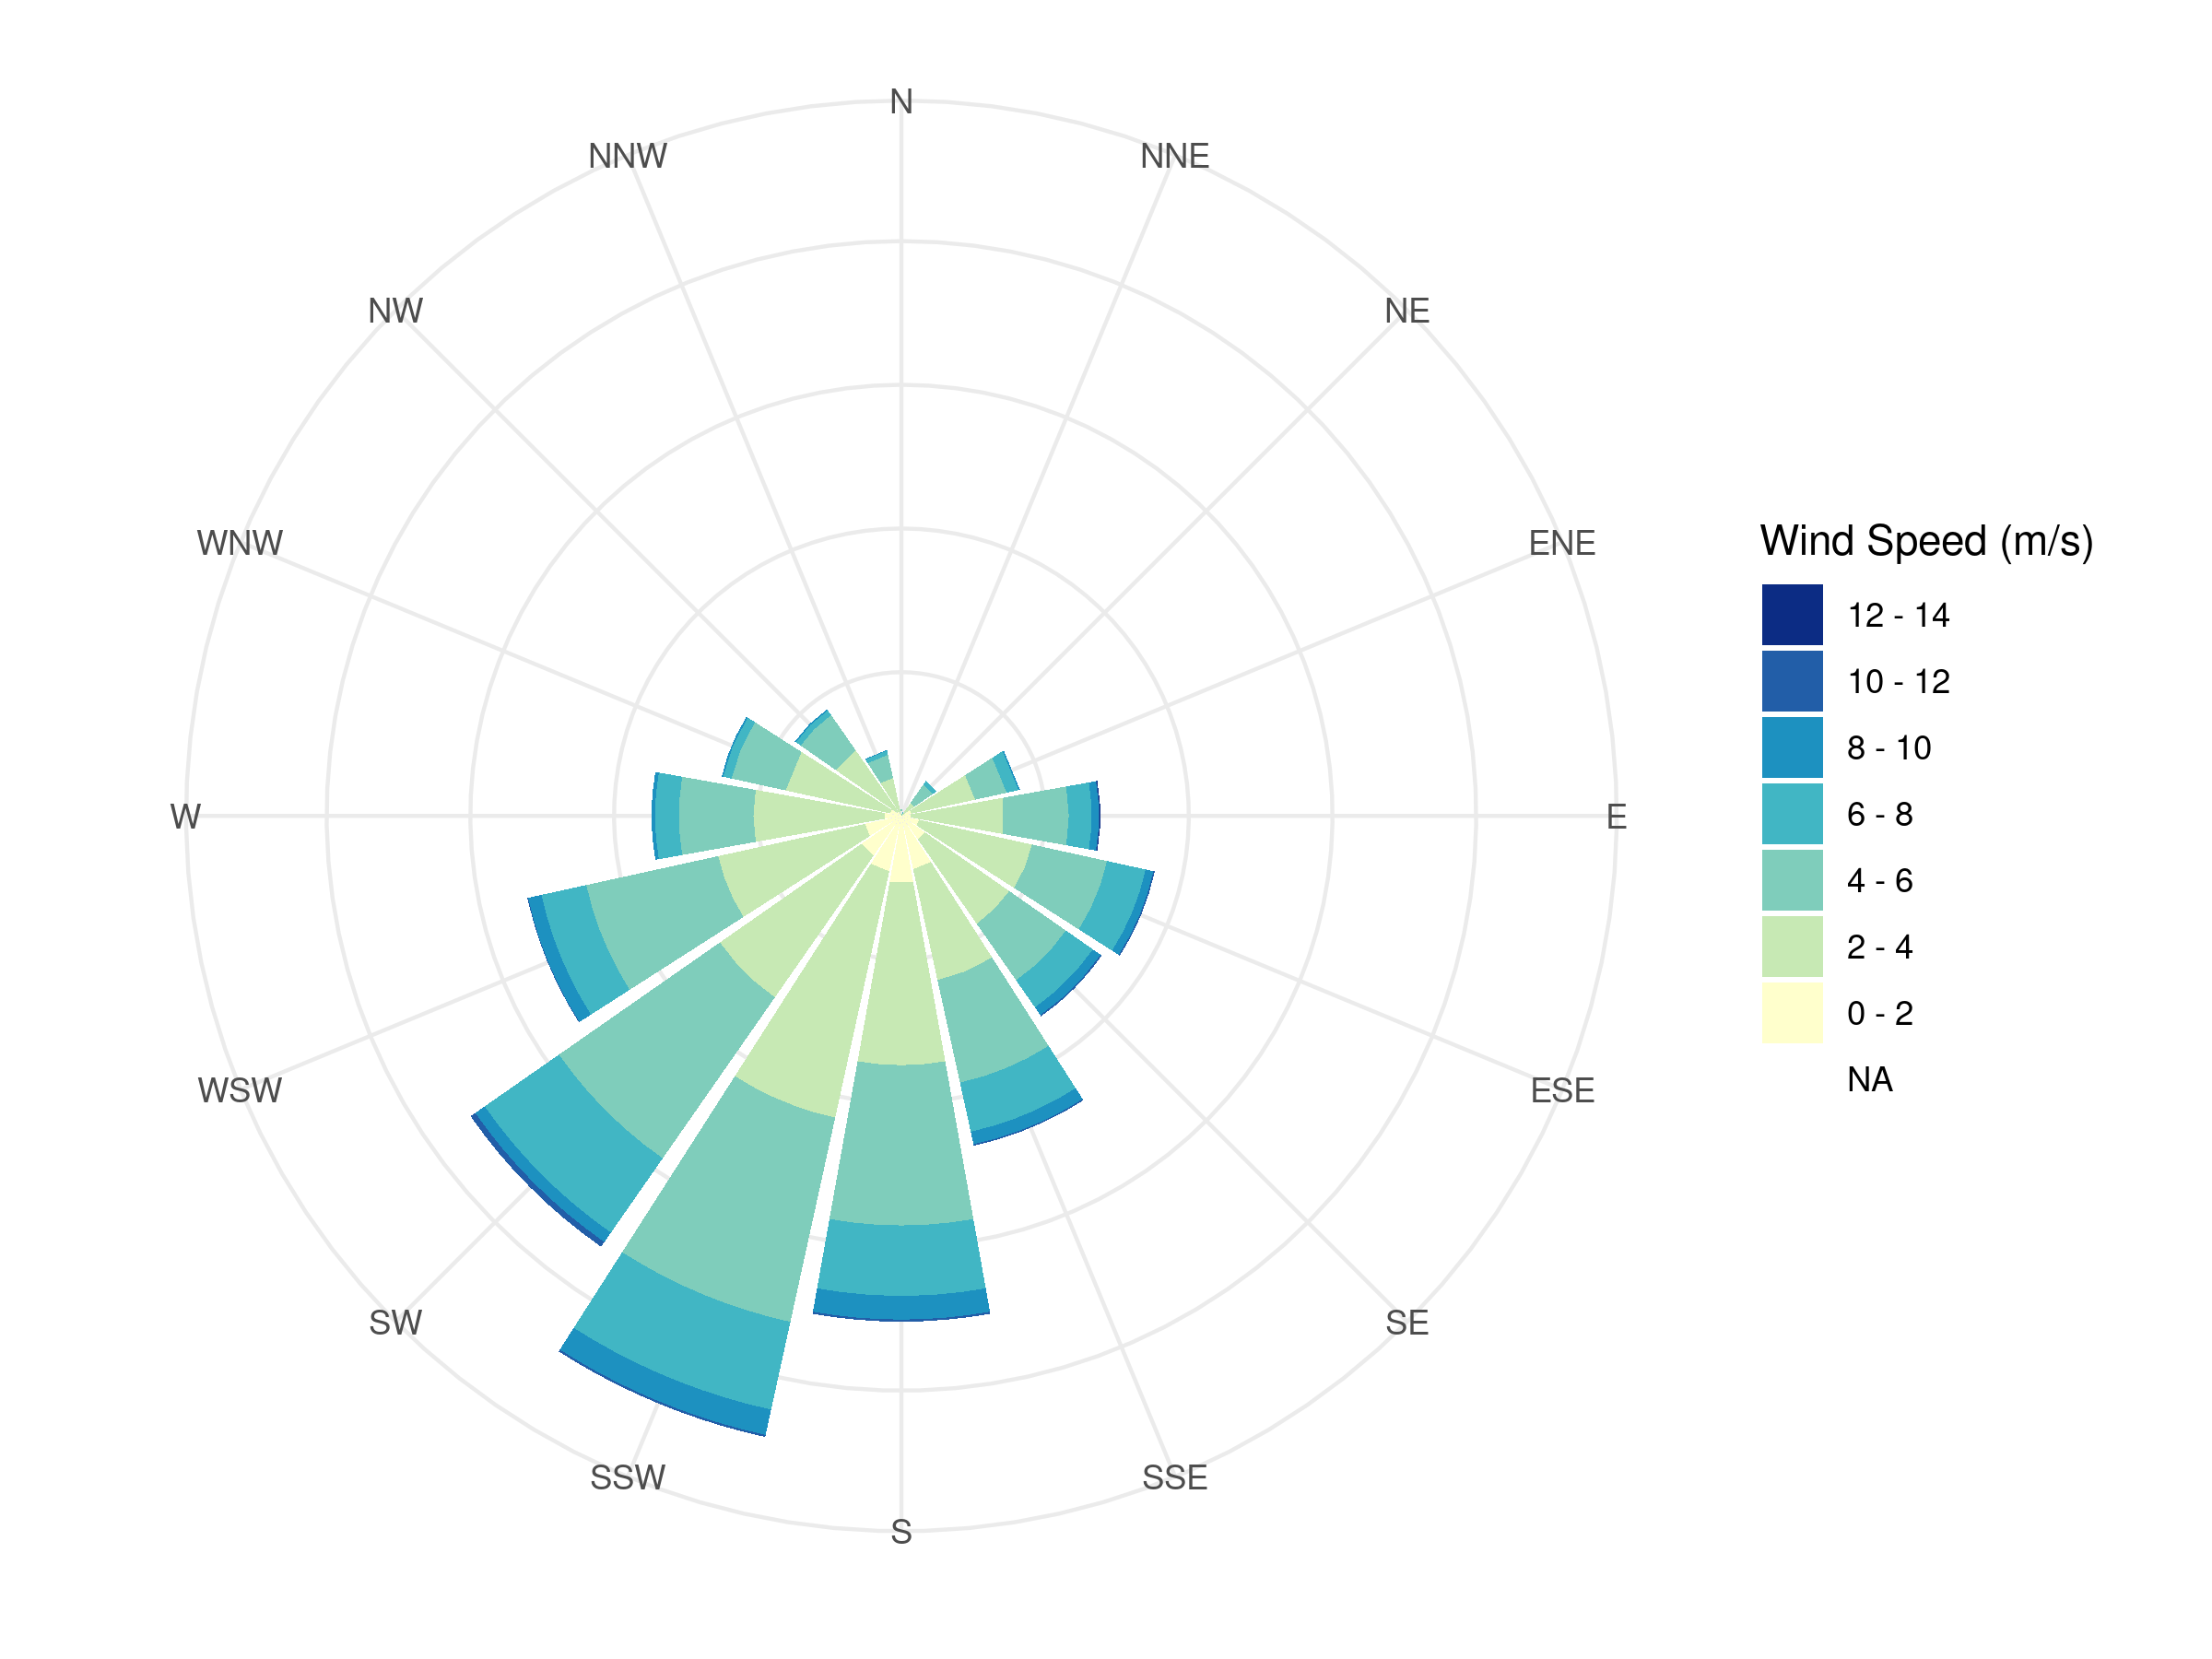 N
NNW
NNE
NW
NE
WNW
ENE
W
E
WSW
ESE
SW
SE
SSW
SSE
S
Wind Speed (m/s)
12 - 14
10 - 12
8 - 10
6 - 8
4 - 6
2 - 4
0 - 2
NA